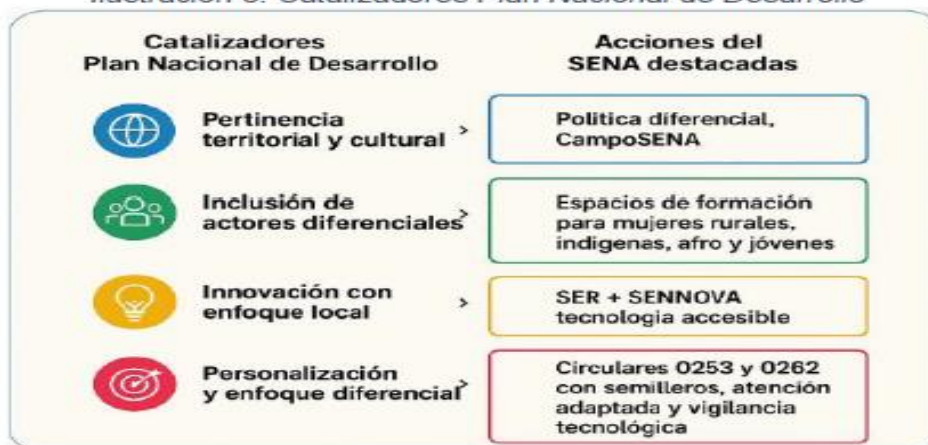 Ilustración 3. Catalizadores Plan Nacional de Desarrollo
Catalizadores
Plan Nacional de Desarrollo
Acciones del
SENA destacadas
Pertinencia
territorial y cultural >
Politica diferencial,
CampoSENA
Inclusión de
actores diferenciales >
Espacios de formación
para mujeres rurales,
indigenas, afro y jóvenes
Innovación con
enfoque local >
SER + SENNOVA
tecnologia accesible
Personalización
y enfoque diferencial >
Circulares 0253 y 0262
con semilleros, atención
adaptada y vigilancia
tecnológica